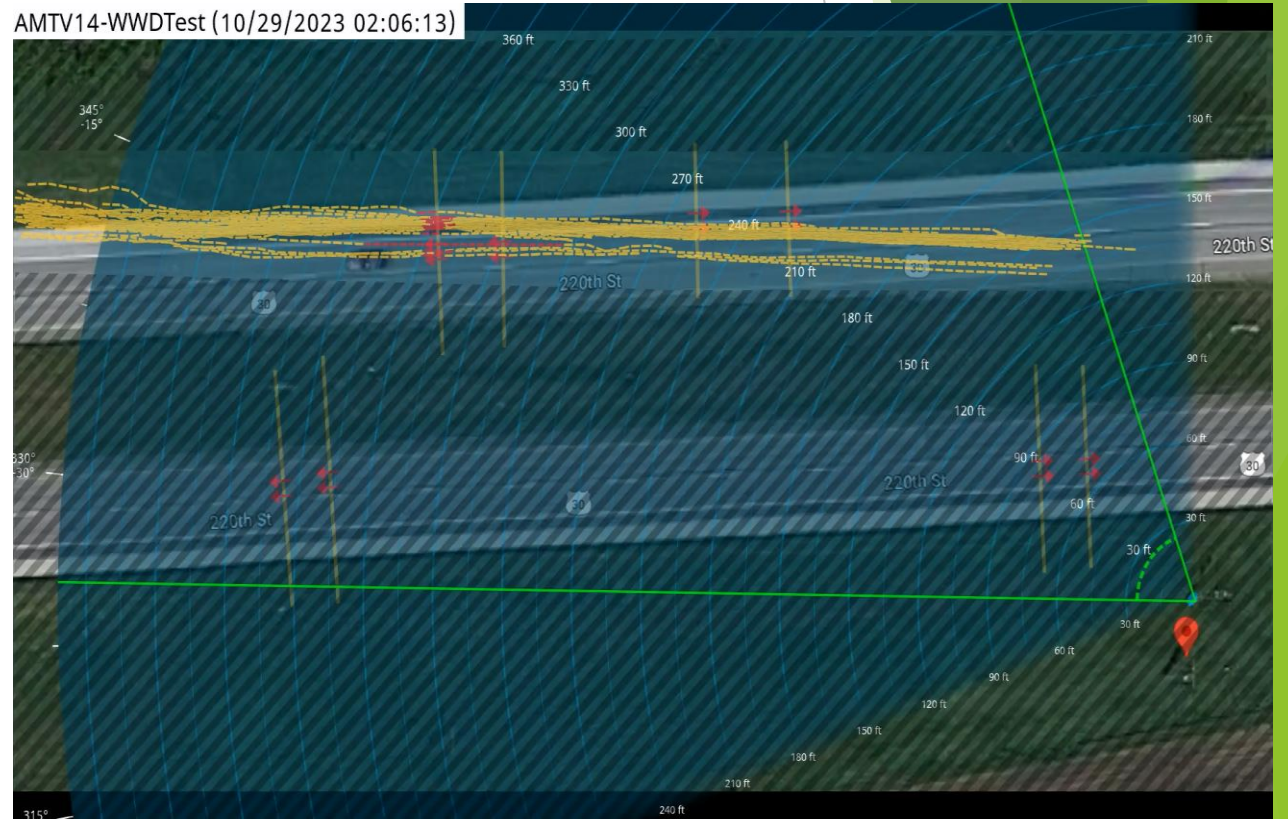 AMTV14-WWDTest (10/29/2023 02:06:13)
360 ft
210 ft
330 ft
345°
-15°
180 ft
300 ft
270 ft
150 ft
240 ft
220th St
210 ft
120 ft
220th St
30
180 ft
90 ft
150 ft
120 ft
60 ft
330°
-30°
90 ft
30
220th St
60 ft
30
220th St
30 ft
30 ft
30 ft
60 ft
90 ft
120 ft
150 ft
180 ft
210 ft
240 ft
315°